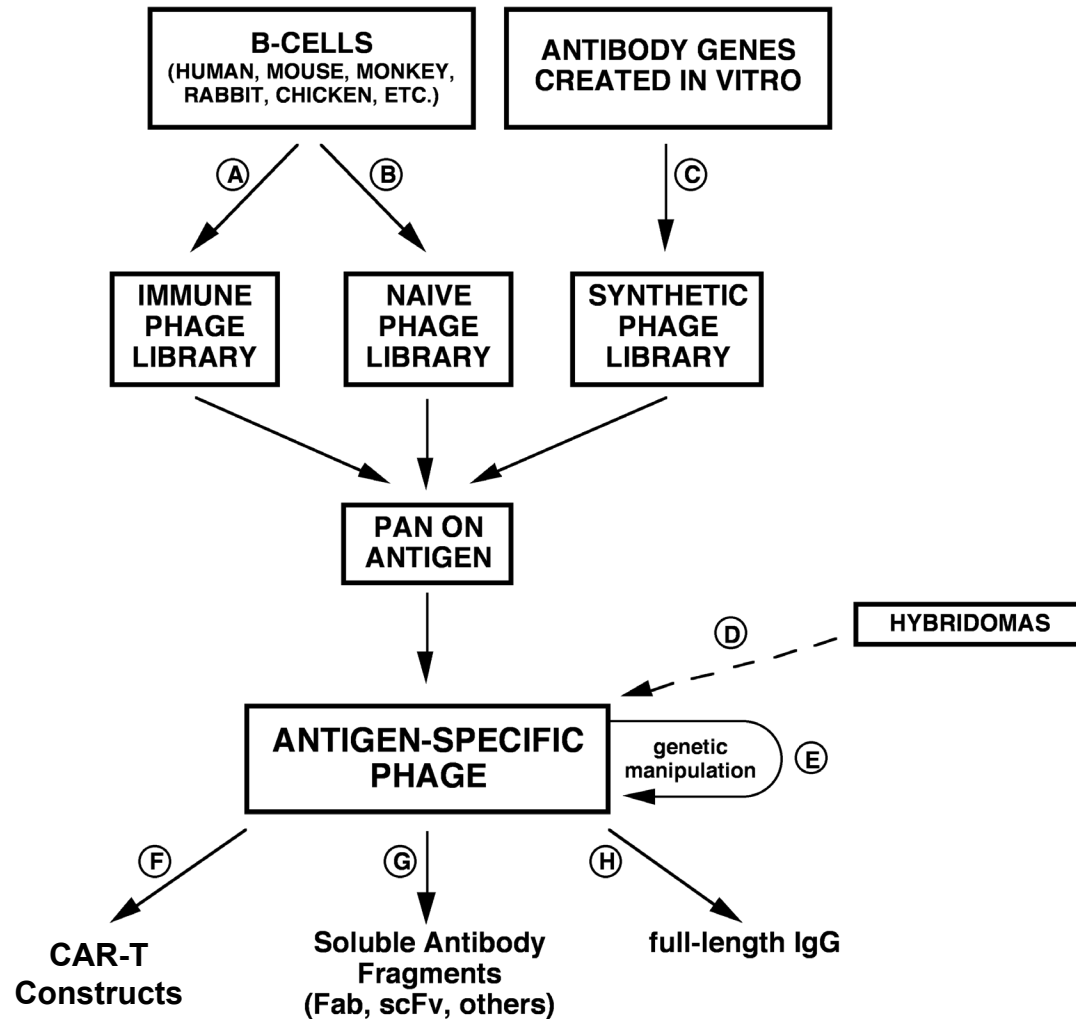 B-CELLS
(HUMAN, MOUSE, MONKEY,
RABBIT, CHICKEN, ETC.)
ANTIBODY GENES
CREATED IN VITRO
A
B
C
IMMUNE
PHAGE
LIBRARY
NAIVE
PHAGE
LIBRARY
SYNTHETIC
PHAGE
LIBRARY
PAN ON
ANTIGEN
D
HYBRIDOMAS
ANTIGEN-SPECIFIC
PHAGE
genetic
manipulation
E
F
G
H
CAR-T
Constructs
Soluble Antibody
Fragments
(Fab, scFv, others)
full-length IgG